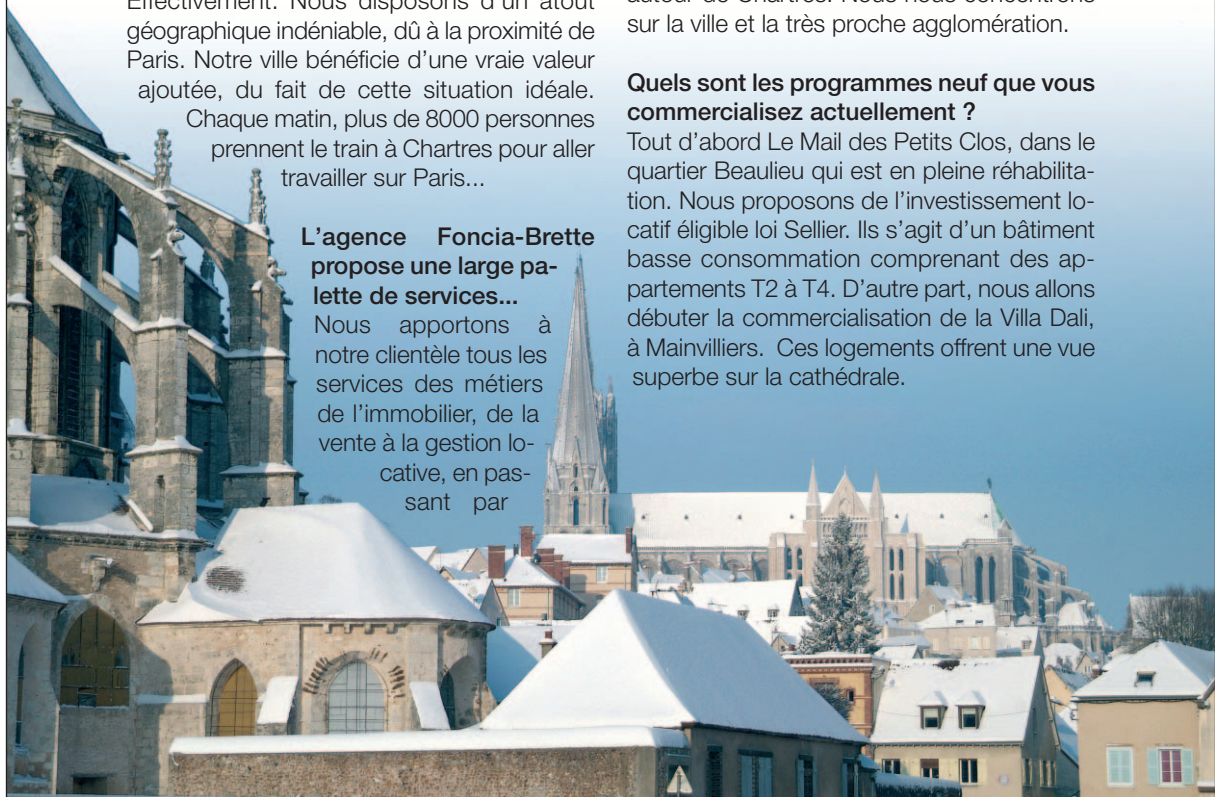 Effectivement. Nous disposons d'un atout
géographique indéniable, dû à la proximité de
Paris. Notre ville bénéficie d'une vraie valeur
ajoutée, du fait de cette situation idéale.
Chaque matin, plus de 8000 personnes
prennent le train à Chartres pour aller
travailler sur Paris...
L'agence Foncia-Brette
propose une large pa-
lette de services...
Nous apportons à
notre clientèle tous les
services des métiers
de l'immobilier, de la
vente à la gestion lo-
cative, en pas-
sant par
autour de Chartres. Nous nous concentrons
sur la ville et la très proche agglomération.
Quels sont les programmes neuf que vous
commercialisez actuellement ?
Tout d'abord Le Mail des Petits Clos, dans le
quartier Beaulieu qui est en pleine réhabilita-
tion. Nous proposons de l'investissement lo-
catif éligible loi Sellier. Ils s'agit d'un bâtiment
basse consommation comprenant des ap-
partements T2 à T4. D'autre part, nous allons
débuter la commercialisation de la Villa Dali,
à Mainvilliers. Ces logements offrent une vue
superbe sur la cathédrale.